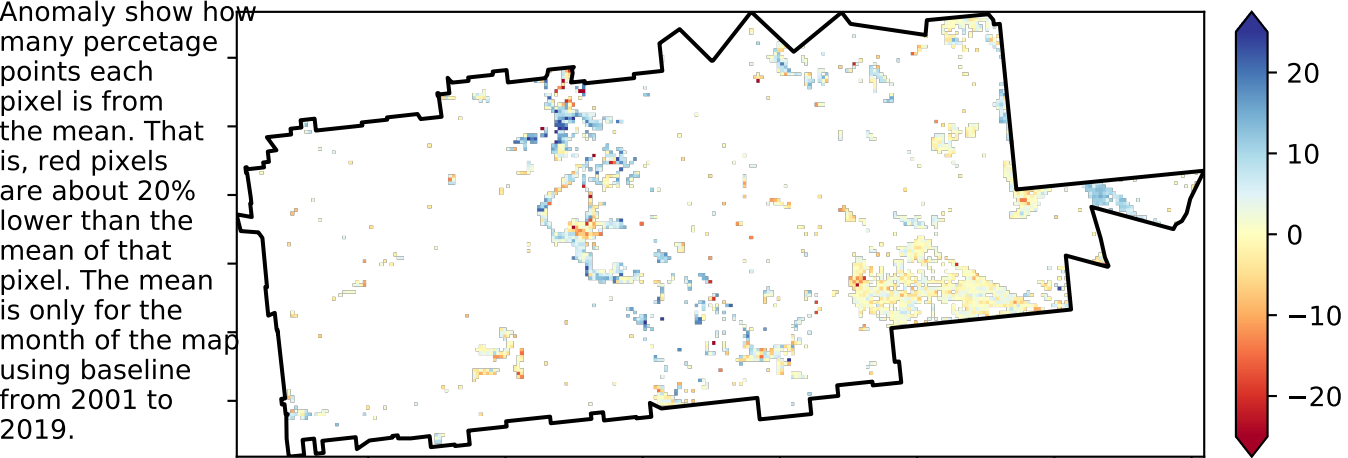 Anomaly show how
many percetage
points each
pixel is from
the mean. That
is, red pixels
are about 20%
lower than the
mean of that
pixel. The mean
is only for the
month of the map
using baseline
from 2001 to
2019.
20
10
0
−10
−20